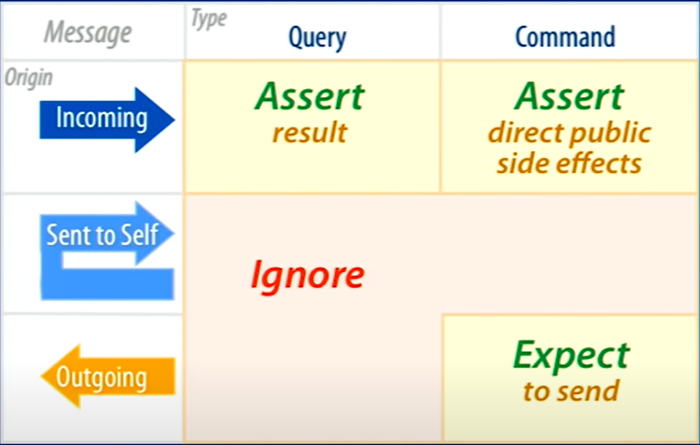 Message
Type
Query
Command
Origin
Incoming
Assert
result
Assert
direct public
side effects
Sent to Self
Ignore
Outgoing
Expect
to send